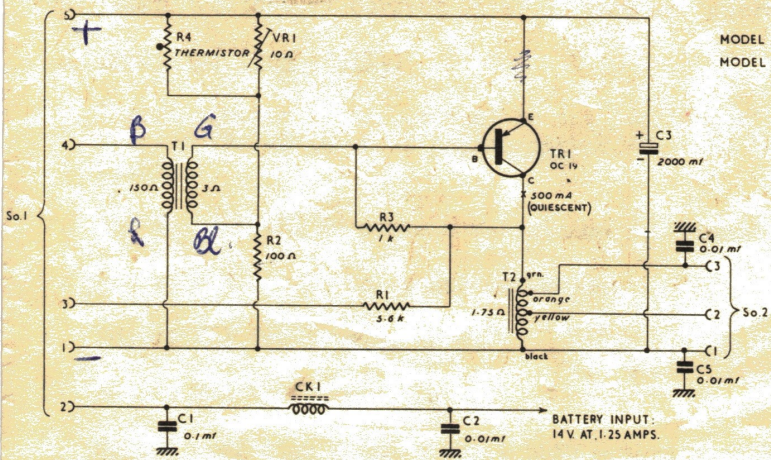 5
+
R4
THERMISTOR
VR1
10Ω
MODEL
MODEL
E
+
C3
-
2000 mf
B
G
4
T1
150Ω
3Ω
B
TR1
OC 19
C
x 500 mA
(QUIESCENT)
So.1
R3
1 k
Bl
R2
100 Ω
C4
0.01 mf
T2
grn.
orange
yellow
1.75Ω
3
2
1
So.2
3
R1
5.6 k
1
-
black
C5
0.01 mf
2
CK1
C1
0.1 mf
C2
0.01 mf
BATTERY INPUT:
14 V. AT, 1.25 AMPS.